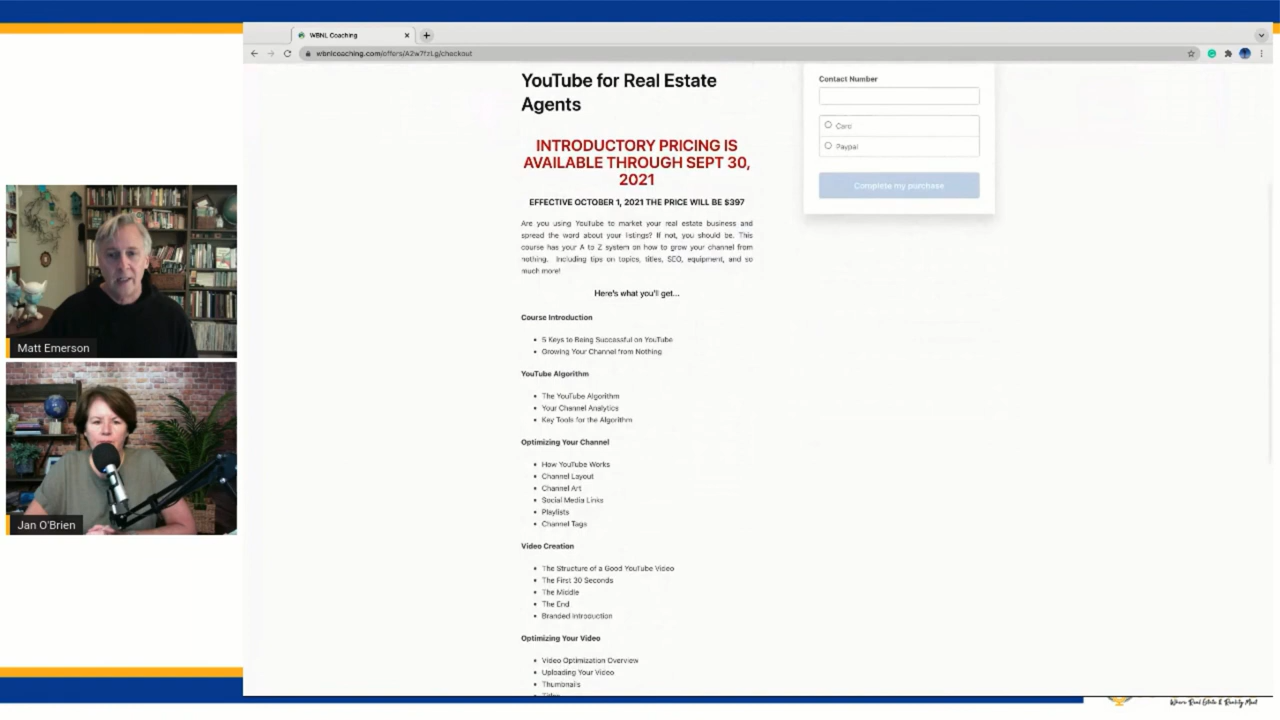 WBNL Coaching
wbnlcoaching.com/offers/A2w7fzLg/checkout
YouTube for Real Estate
Agents
INTRODUCTORY PRICING IS
AVAILABLE THROUGH SEPT 30,
2021
EFFECTIVE OCTOBER 1, 2021 THE PRICE WILL BE $397
Are you using YouTube to market your real estate business and
spread the word about your listings? If not, you should be. This
course has your A to Z system on how to grow your channel from
nothing. Including tips on topics, titles, SEO, equipment, and so
much more!
Here's what you'll get...
Course Introduction
5 Keys to Being Successful on YouTube
Growing Your Channel from Nothing
YouTube Algorithm
The YouTube Algorithm
Your Channel Analytics
Key Tools for the Algorithm
Optimizing Your Channel
How YouTube Works
Channel Layout
Channel Art
Social Media Links
Playlists
Channel Tags
Video Creation
The Structure of a Good YouTube Video
The First 30 Seconds
The Middle
The End
Branded Introduction
Optimizing Your Video
Video Optimization Overview
Uploading Your Video
Thumbnails
Titles
Contact Number
Card
Paypal
Complete my purchase
Matt Emerson
Jan O'Brien
Where Real Estate & Reality Meet